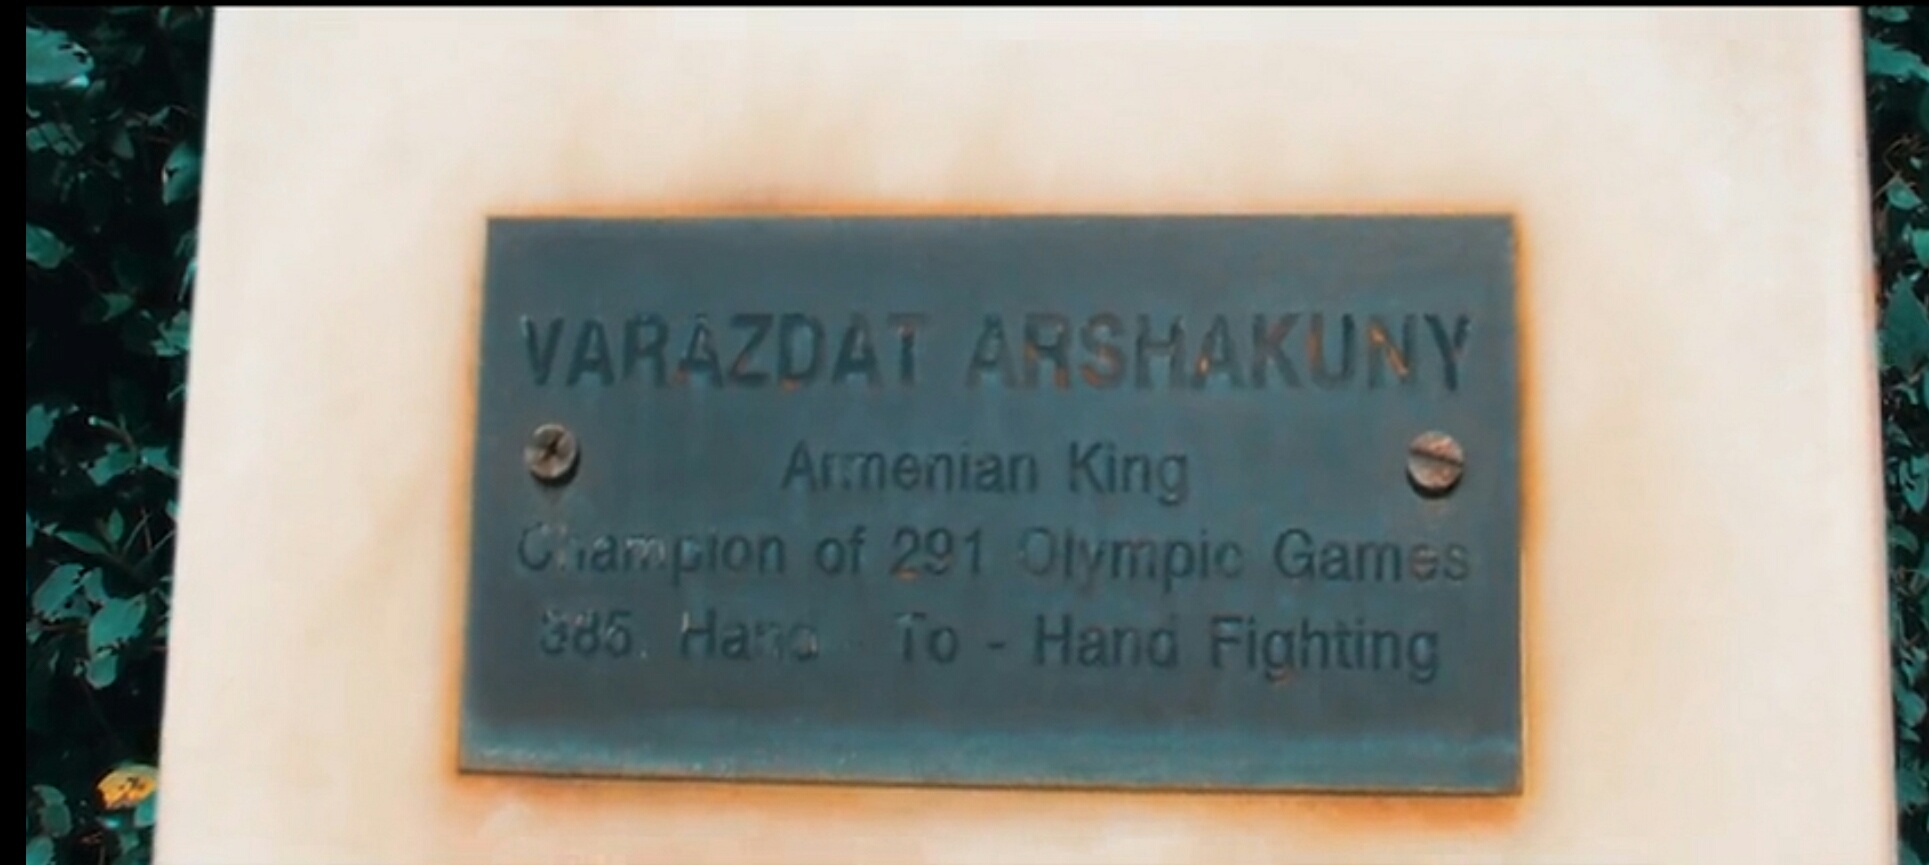 VARAZDAT ARSHAKUNY
Armenian King
Champion of 291 Olympic Games
385. Hand - To - Hand Fighting